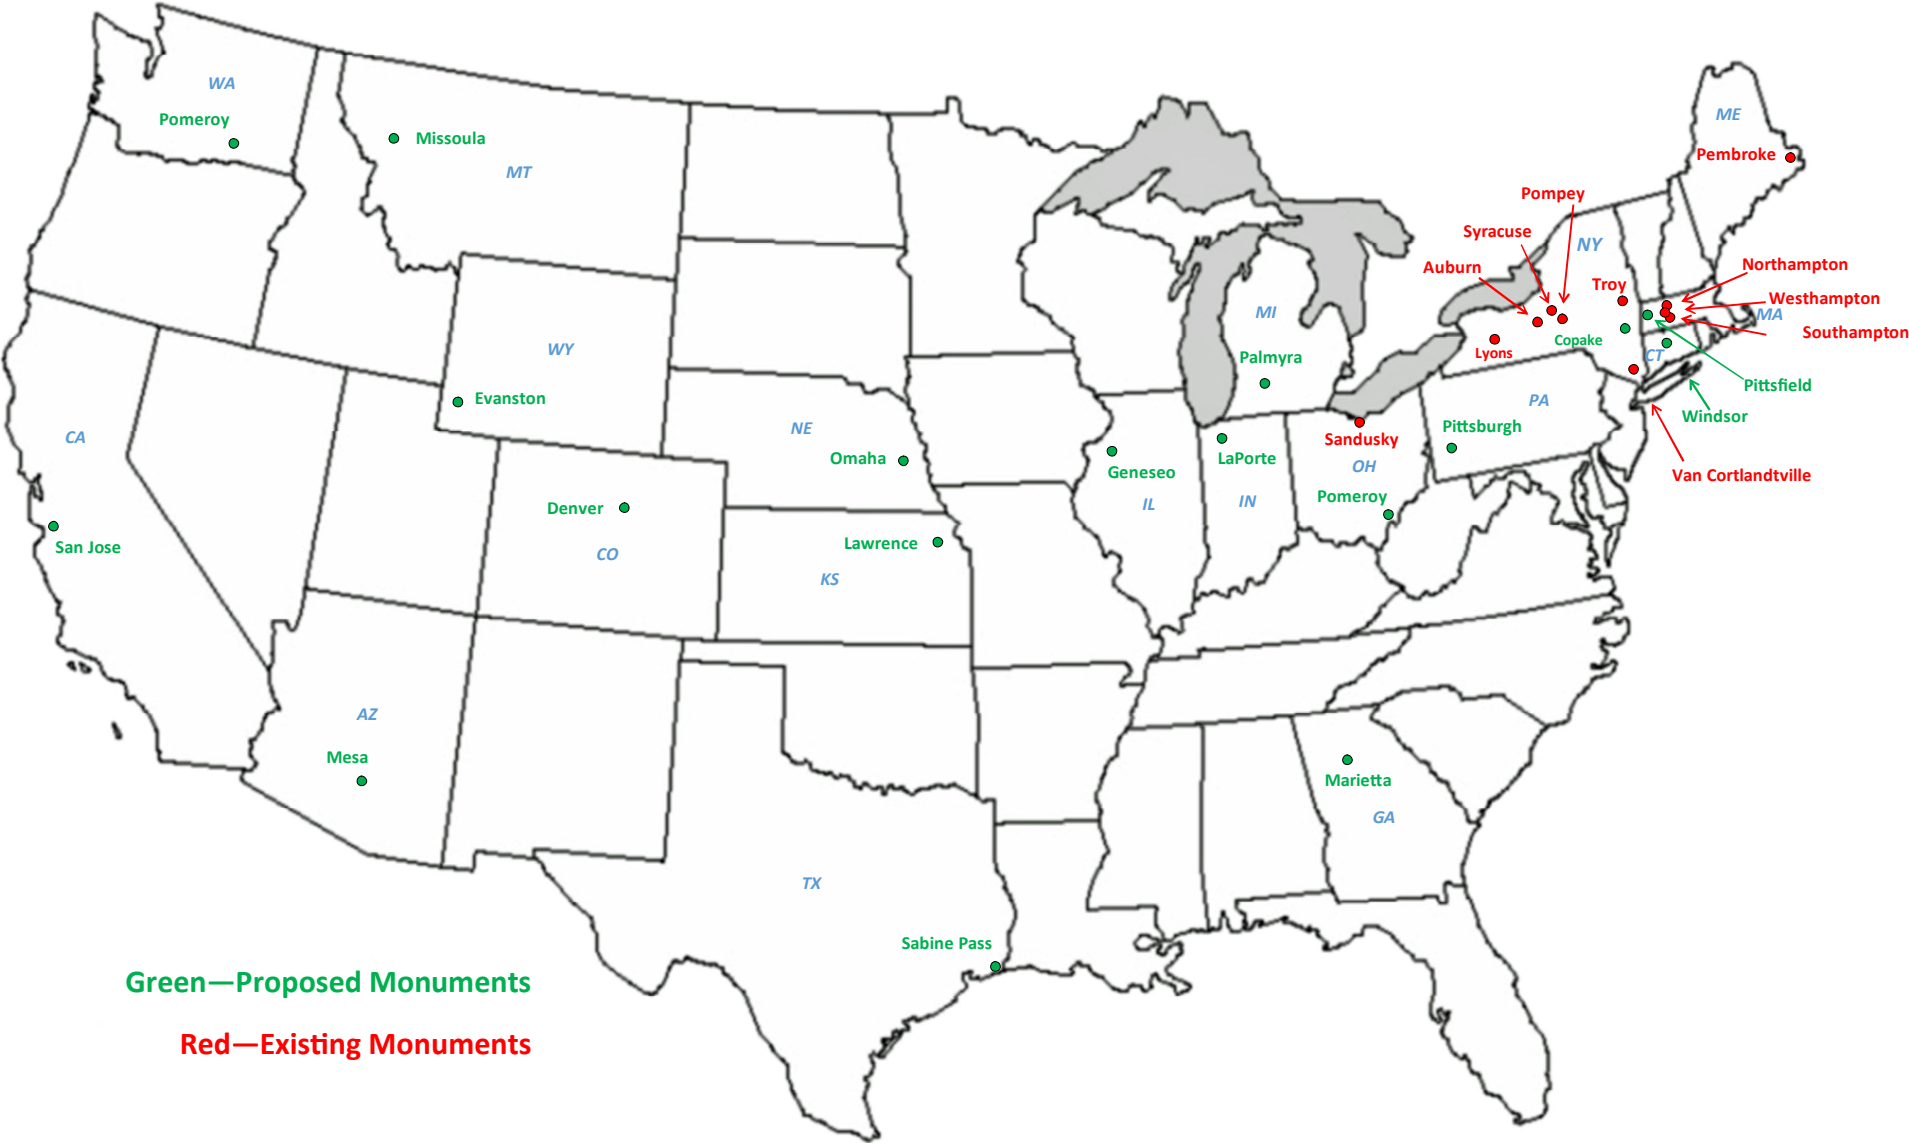 WA
Pomeroy
Missoula
MT
ME
Pembroke
Pompey
Syracuse
NY
Auburn
Troy
Northampton
Westhampton
MA
Southampton
MI
WY
Copake
Lyons
CT
Palmyra
Pittsfield
Evanston
PA
Windsor
CA
NE
Pittsburgh
Sandusky
Omaha
LaPorte
OH
Geneseo
Van Cortlandtville
Pomeroy
IL
IN
Denver
San Jose
Lawrence
CO
KS
AZ
Mesa
Marietta
GA
TX
Sabine Pass
Green—Proposed Monuments
Red—Existing Monuments